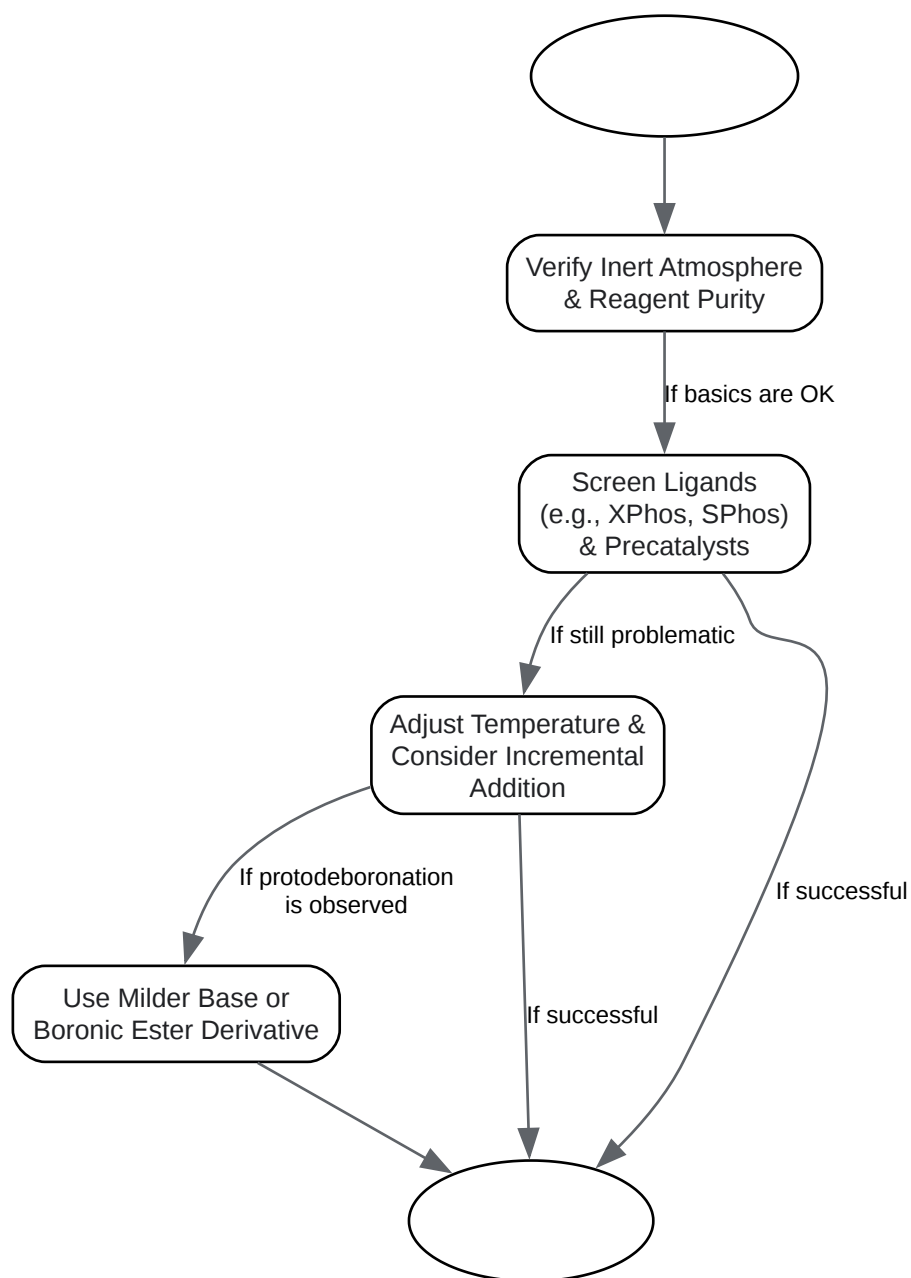 Verify Inert Atmosphere
& Reagent Purity
If basics are OK
Screen Ligands
(e.g., XPhos, SPhos)
& Precatalysts
If still problematic
Adjust Temperature &
Consider Incremental
Addition
If protodeboronation
is observed
If successful
Use Milder Base or
Boronic Ester Derivative
If successful